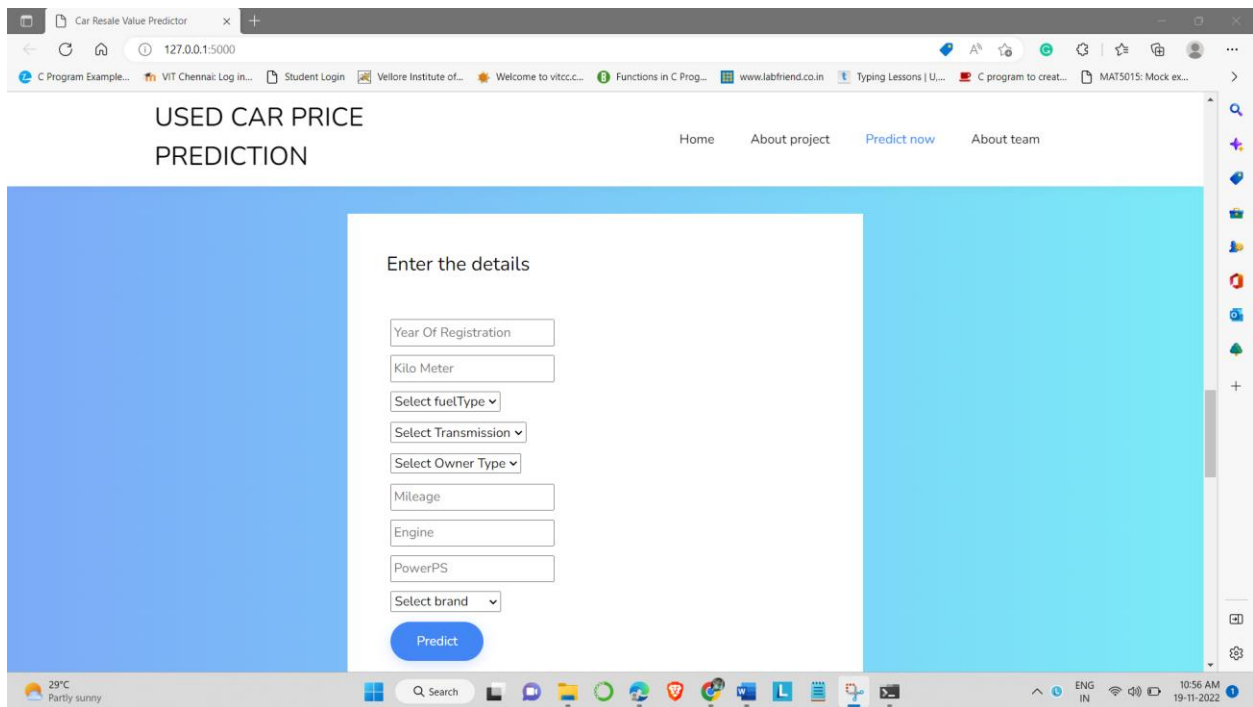 Car Resale Value Predictor
127.0.0.1:5000
C Program Example... VIT Chennai: Log in... Student Login Vellore Institute of... Welcome to vitcc.c... Functions in C Prog... www.labfriend.co.in Typing Lessons | U,... C program to creat... MAT5015: Mock ex...
USED CAR PRICE
PREDICTION
Home About project Predict now About team
Enter the details
Year Of Registration
Kilo Meter
Select fuelType
Select Transmission
Select Owner Type
Mileage
Engine
PowerPS
Select brand
Predict
29°C
Partly sunny
Search
ENG
IN
10:56 AM
19-11-2022
1